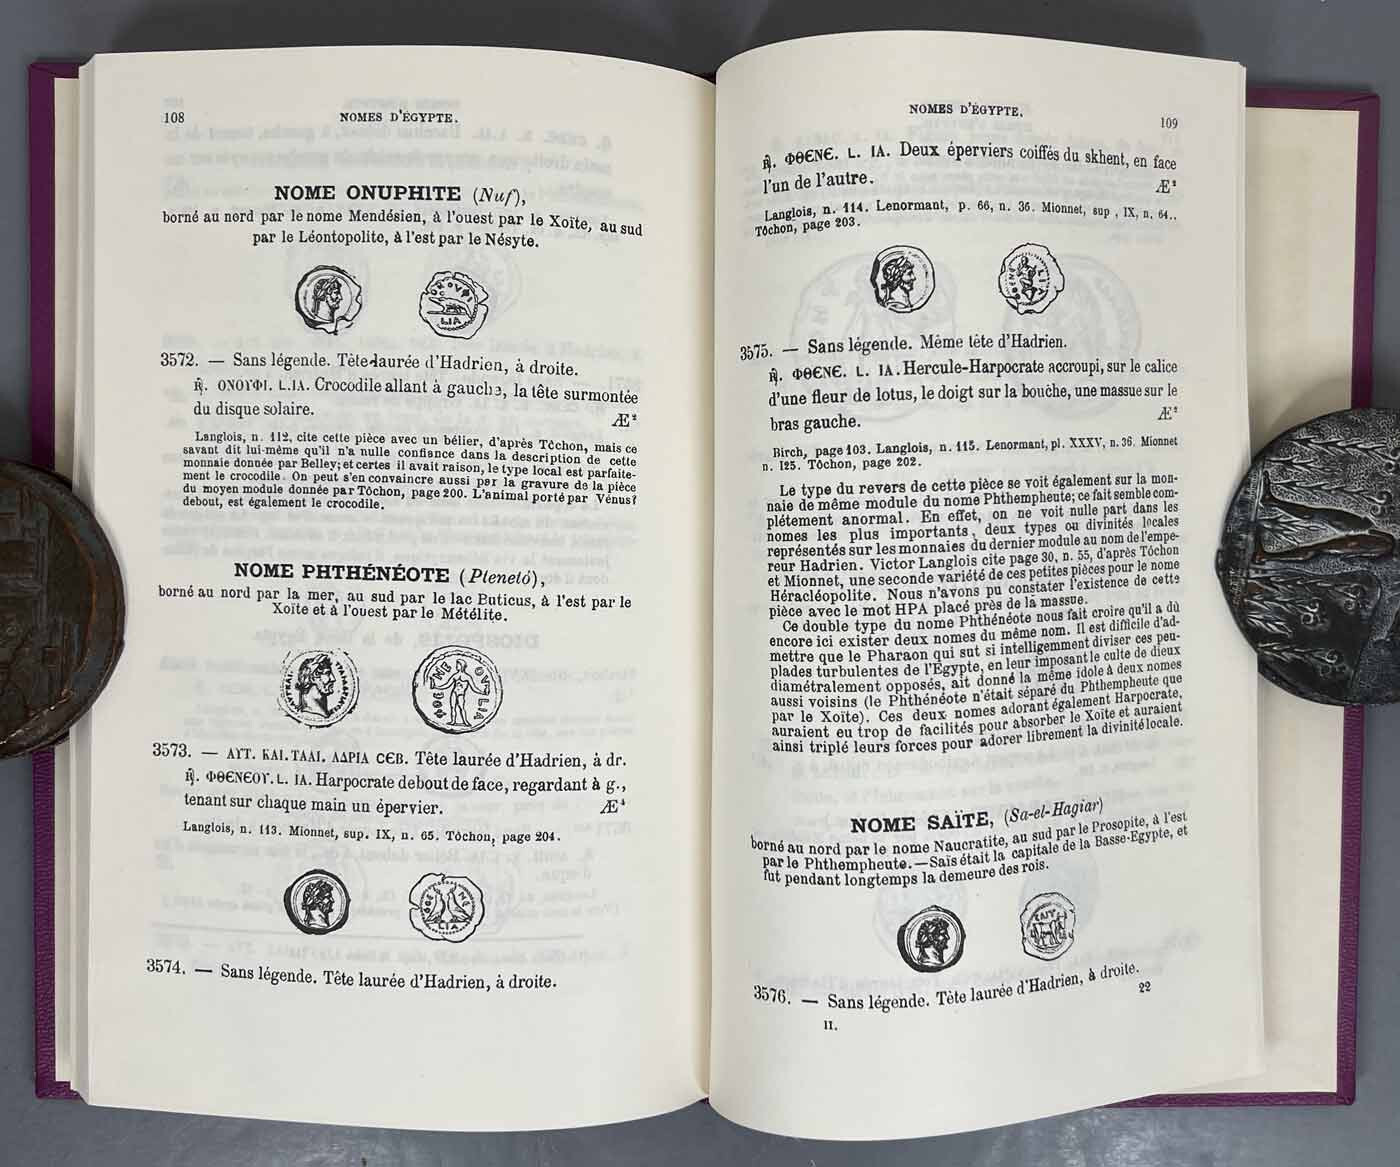 108
NOMES D'ÉGYPTE.
NOME ONUPHITE (Nuf),
borné au nord par le nome Mendésien, à l'ouest par le Xoïte, au sud
par le Léontopolite, à l'est par le Nésyte.
ONOYΦI
LIA
3572. — Sans légende. Tête laurée d'Hadrien, à droite.
℟. ONOYΦI. L.IA. Crocodile allant à gauche, la tête surmontée
du disque solaire. Æ²
Langlois, n. 112, cite cette pièce avec un bélier, d'après Tôchon, mais ce
savant dit lui-même qu'il n'a nulle confiance dans la description de cette
monnaie donnée par Belley; et certes il avait raison, le type local est parfaite-
ment le crocodile. On peut s'en convaincre aussi par la gravure de la pièce
du moyen module donnée par Tôchon, page 200. L'animal porté par Vénus?
debout, est également le crocodile.
NOME PHTHÉNÉOTE (Ptenetô),
borné au nord par la mer, au sud par le lac Buticus, à l'est par le
Xoïte et à l'ouest par le Métélite.
3573. — AYT. KAI. TAAI. AΔPIA CЄB. Tête laurée d'Hadrien, à dr.
℟. ΦΘЄNЄOY. L. IA. Harpocrate debout de face, regardant à g.,
tenant sur chaque main un épervier. Æ⁴
Langlois, n. 113. Mionnet, sup. IX, n. 65. Tôchon, page 204.
ΦΘЄ NЄ
LIA
3574. — Sans légende. Tête laurée d'Hadrien, à droite.
NOMES D'ÉGYPTE.
109
℟. ΦΘЄNЄ. L. IA. Deux éperviers coiffés du skhent, en face
l'un de l'autre. Æ²
Langlois, n. 114. Lenormant, p. 66, n. 36. Mionnet, sup, IX, n. 64.,
Tôchon, page 203.
ΦΘЄNЄ LIA
3575. — Sans légende. Même tête d'Hadrien.
℟. ΦΘЄNЄ. L. IA. Hercule-Harpocrate accroupi, sur le calice
d'une fleur de lotus, le doigt sur la bouche, une massue sur le
bras gauche. Æ²
Birch, page 103. Langlois, n. 115. Lenormant, pl. XXXV, n. 36. Mionnet
n. 125. Tôchon, page 202.
Le type du revers de cette pièce se voit également sur la mon-
naie de même module du nome Phthempheute; ce fait semble com-
plétement anormal. En effet, on ne voit nulle part dans les
nomes les plus importants, deux types ou divinités locales
représentés sur les monnaies du dernier module au nom de l'empe-
reur Hadrien. Victor Langlois cite page 30, n. 55, d'après Tôchon
et Mionnet, une seconde variété de ces petites pièces pour le nome
Héracléopolite. Nous n'avons pu constater l'existence de cette
pièce avec le mot HPA placé près de la massue.
Ce double type du nome Phthénéote nous fait croire qu'il a dû
encore ici exister deux nomes du même nom. Il est difficile d'ad-
mettre que le Pharaon qui sut si intelligemment diviser ces peu-
plades turbulentes de l'Égypte, en leur imposant le culte de dieux
diamétralement opposés, ait donné la même idole à deux nomes
aussi voisins (le Phthénéote n'était séparé du Phthempheute que
par le Xoïte). Ces deux nomes adorant également Harpocrate,
auraient eu trop de facilités pour absorber le Xoïte et auraient
ainsi triplé leurs forces pour adorer librement la divinité locale.
NOME SAÏTE, (Sa-el-Hagiar)
borné au nord par le nome Naucratite, au sud par le Prosopite, à l'est
par le Phthempheute. — Saïs était la capitale de la Basse-Egypte, et
fut pendant longtemps la demeure des rois.
3576. — Sans légende. Tête laurée d'Hadrien, à droite.
II. 22